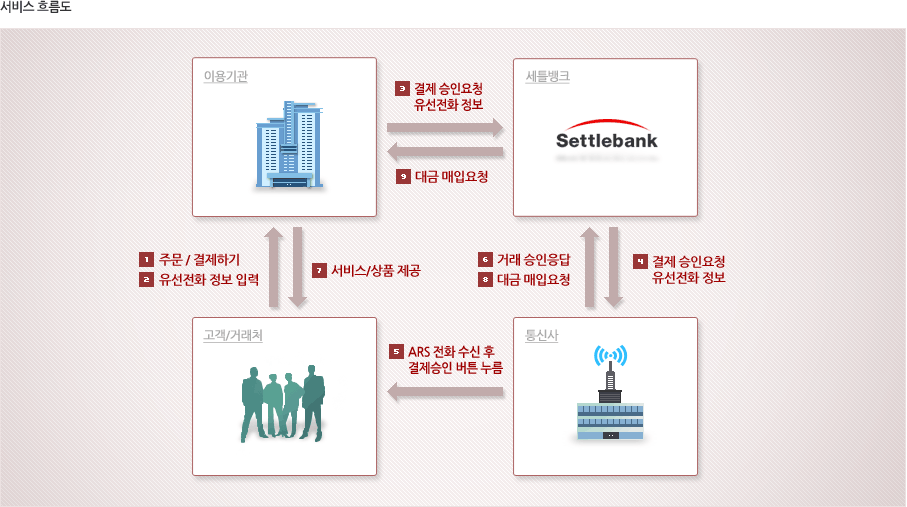 서비스 흐름도
이용기관
세틀뱅크
3 결제 승인요청
유선전화 정보
Settlebank
9 대금 매입요청
1 주문 / 결제하기
2 유선전화 정보 입력
7 서비스/상품 제공
6 거래 승인응답
8 대금 매입요청
4 결제 승인요청
유선전화 정보
고객/거래처
통신사
5 ARS 전화 수신 후
결제승인 버튼 누름